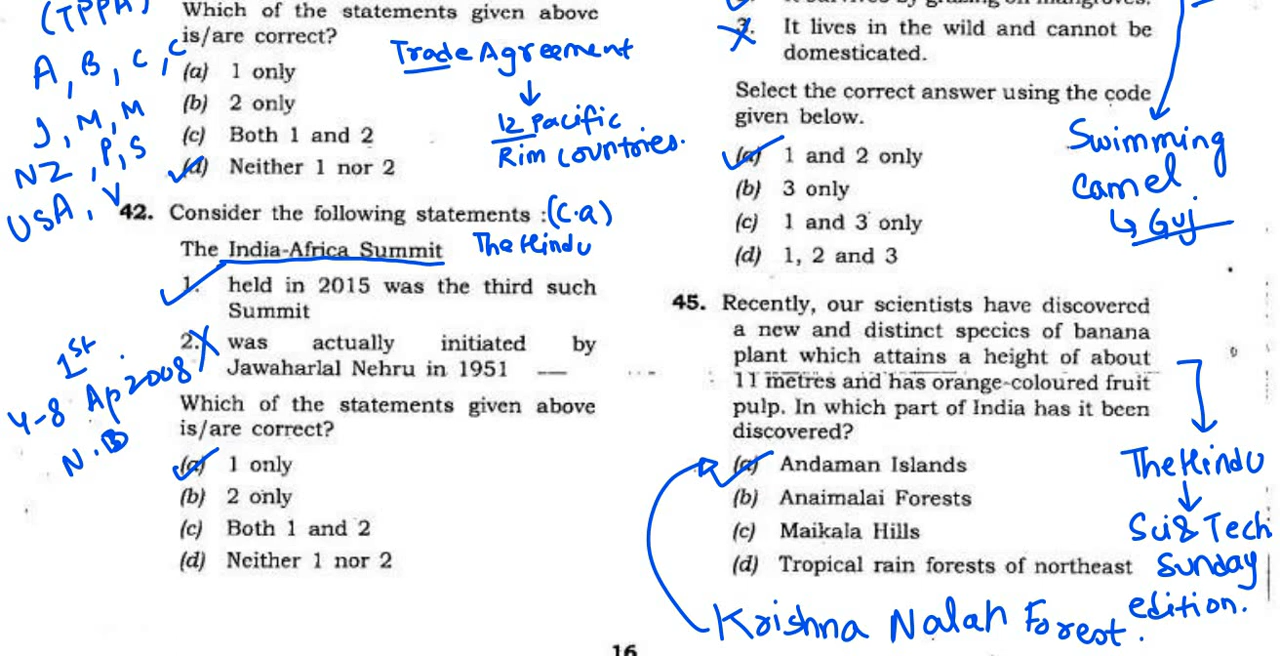 (TPPA)
A, B, C, C
J, M, M
NZ, P, S
USA, V
Which of the statements given above
is/are correct?
(a) 1 only
(b) 2 only
(c) Both 1 and 2
(d) Neither 1 nor 2
Trade Agreement
↓
12 Pacific
Rim Countories.
42. Consider the following statements : (C.a)
The India-Africa Summit The Hindu
1. held in 2015 was the third such
Summit
2. was actually initiated by
Jawaharlal Nehru in 1951
1st
4-8 Ap 2008
N.D
Which of the statements given above
is/are correct?
(a) 1 only
(b) 2 only
(c) Both 1 and 2
(d) Neither 1 nor 2
3. It lives in the wild and cannot be
domesticated.
Select the correct answer using the code
given below.
(a) 1 and 2 only
(b) 3 only
(c) 1 and 3 only
(d) 1, 2 and 3
Swimming
Camel
↳ Guj
45. Recently, our scientists have discovered
a new and distinct species of banana
plant which attains a height of about
11 metres and has orange-coloured fruit
pulp. In which part of India has it been
discovered?
(a) Andaman Islands
(b) Anaimalai Forests
(c) Maikala Hills
(d) Tropical rain forests of northeast
The Hindu
↓
Sci & Tech
Sunday
edition.
Krishna Nalah Forest.
16